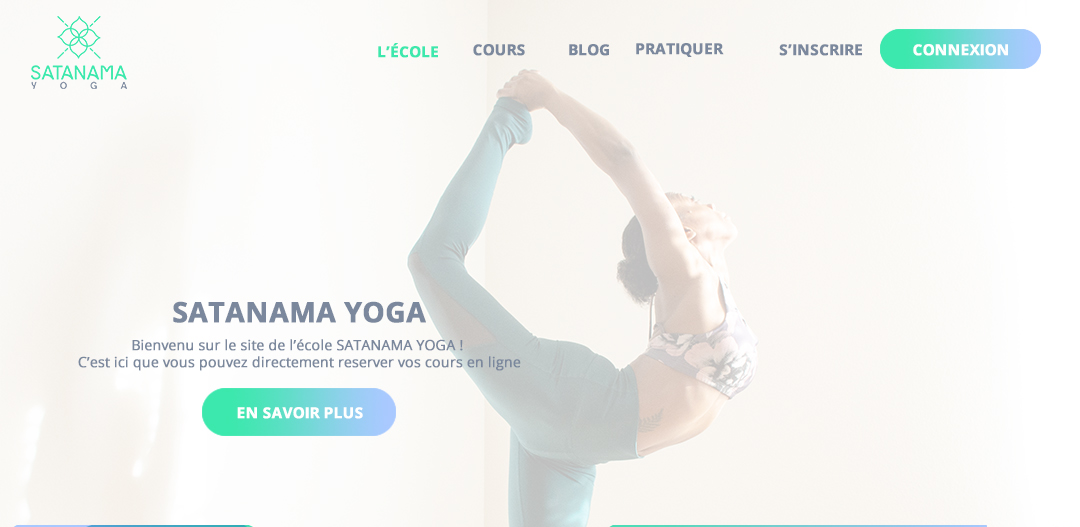 SATANAMA
YOGA
L'ÉCOLE
COURS
BLOG
PRATIQUER
S'INSCRIRE
CONNEXION
SATANAMA YOGA
Bienvenu sur le site de l'école SATANAMA YOGA !
C'est ici que vous pouvez directement reserver vos cours en ligne
EN SAVOIR PLUS